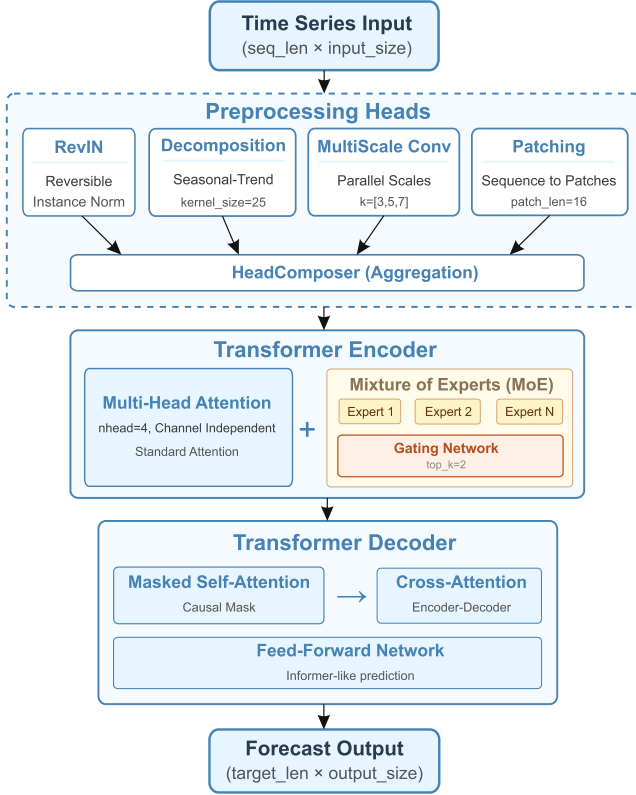 Time Series Input
(seq_len × input_size)
Preprocessing Heads
RevIN
Reversible
Instance Norm
Decomposition
Seasonal-Trend
kernel_size=25
MultiScale Conv
Parallel Scales
k=[3,5,7]
Patching
Sequence to Patches
patch_len=16
HeadComposer (Aggregation)
Transformer Encoder
Multi-Head Attention
nhead=4, Channel Independent
Standard Attention
+
Mixture of Experts (MoE)
Expert 1
Expert 2
Expert N
Gating Network
top_k=2
Transformer Decoder
Masked Self-Attention
Causal Mask
→
Cross-Attention
Encoder-Decoder
Feed-Forward Network
Informer-like prediction
Forecast Output
(target_len × output_size)